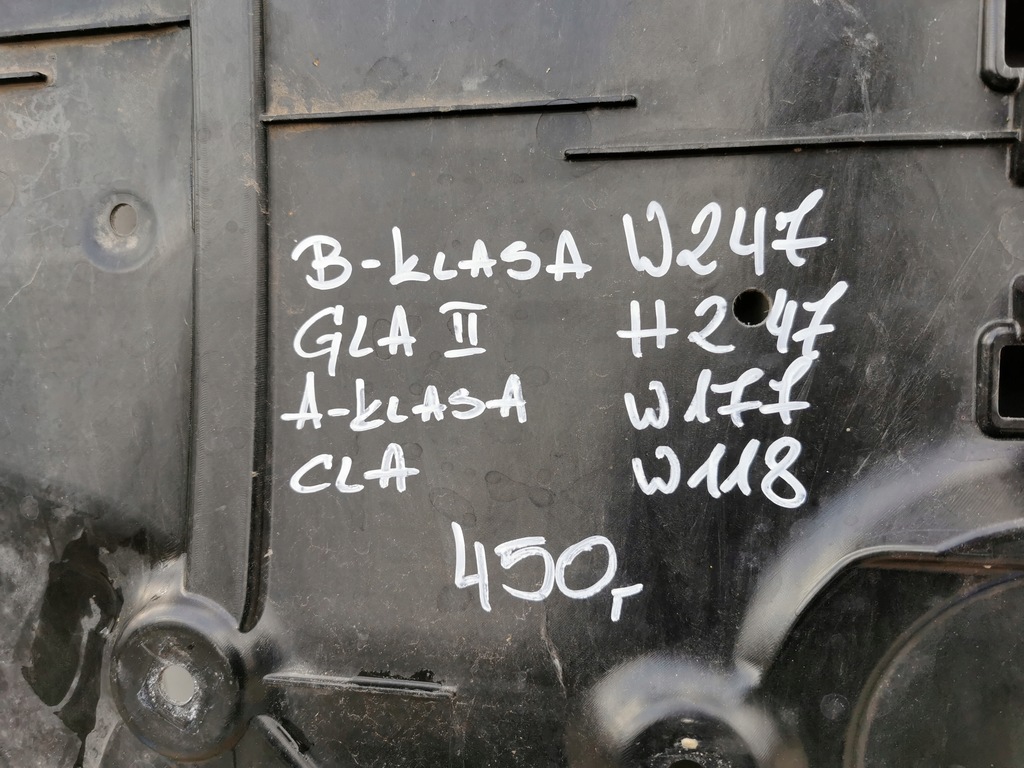 B-KLASA W247
GLA II H247
A-KLASA W177
CLA W118
450,-